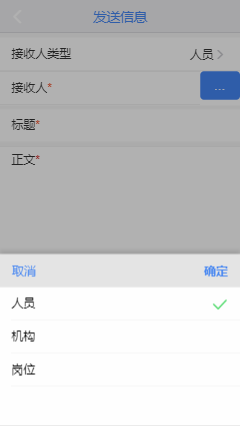 发送信息
接收人类型 人员
接收人* ...
标题*
正文*
取消 确定
人员
机构
岗位